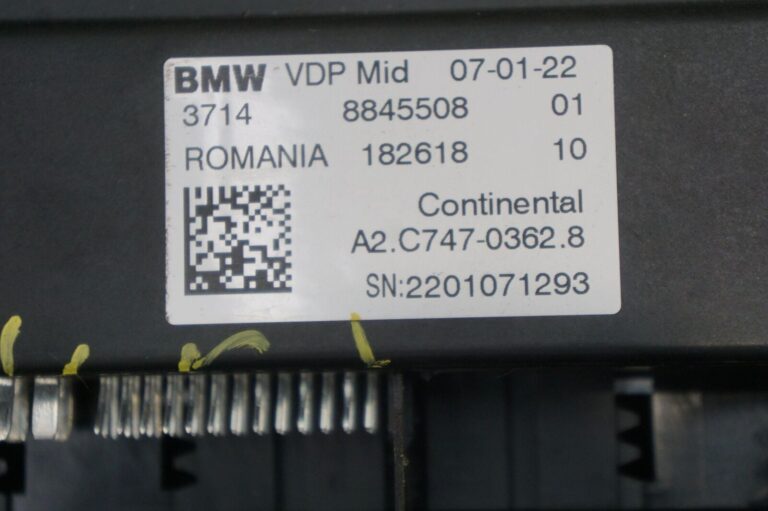 BMW VDP Mid 07-01-22
3714 8845508 01
ROMANIA 182618 10
Continental
A2.C747-0362.8
SN:2201071293